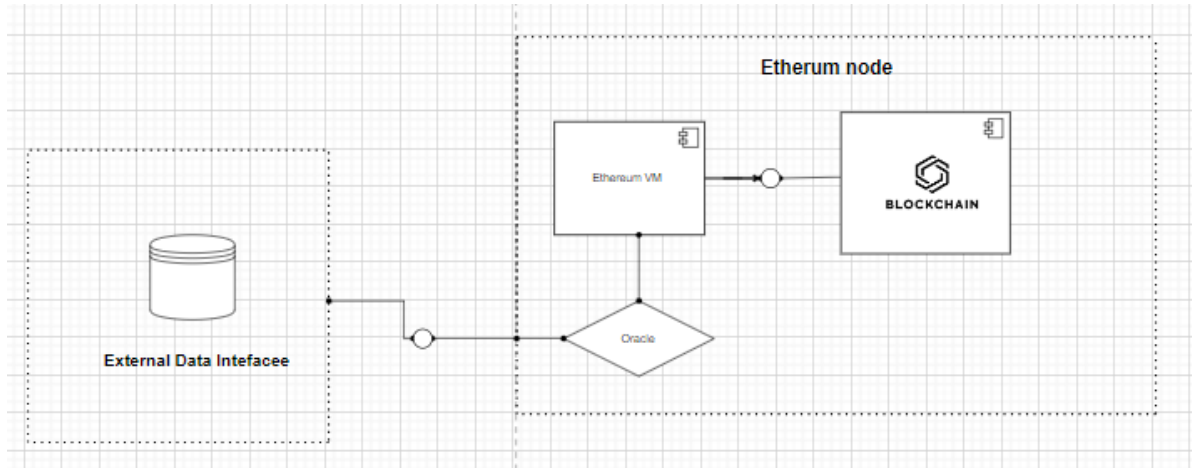 Etherum node
Ethereum VM
BLOCKCHAIN
Oracle
External Data Intefacee